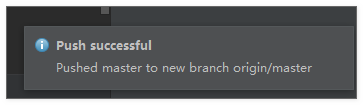 Push successful
Pushed master to new branch origin/master